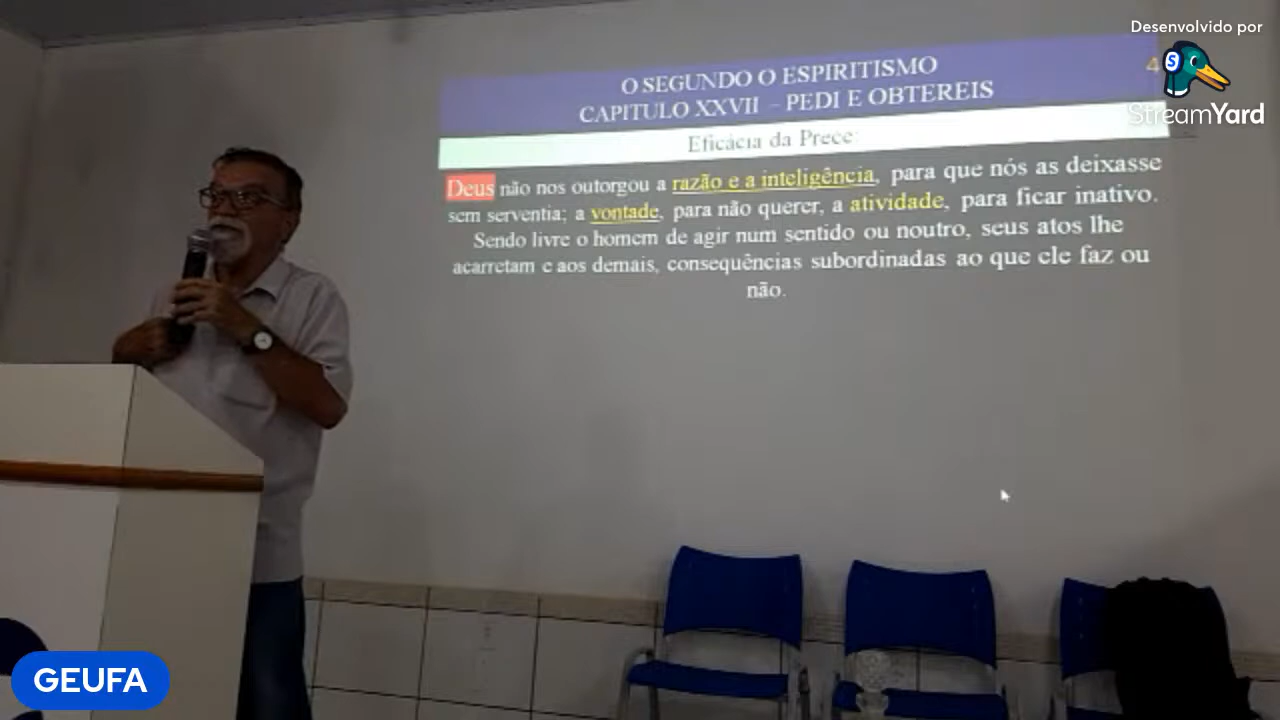 Desenvolvido por
StreamYard
4
O SEGUNDO O ESPIRITISMO
CAPITULO XXVII – PEDI E OBTEREIS
Eficácia da Prece:
Deus não nos outorgou a razão e a inteligência, para que nós as deixasse
sem serventia; a vontade, para não querer, a atividade, para ficar inativo.
Sendo livre o homem de agir num sentido ou noutro, seus atos lhe
acarretam e aos demais, consequências subordinadas ao que ele faz ou
não.
GEUFA